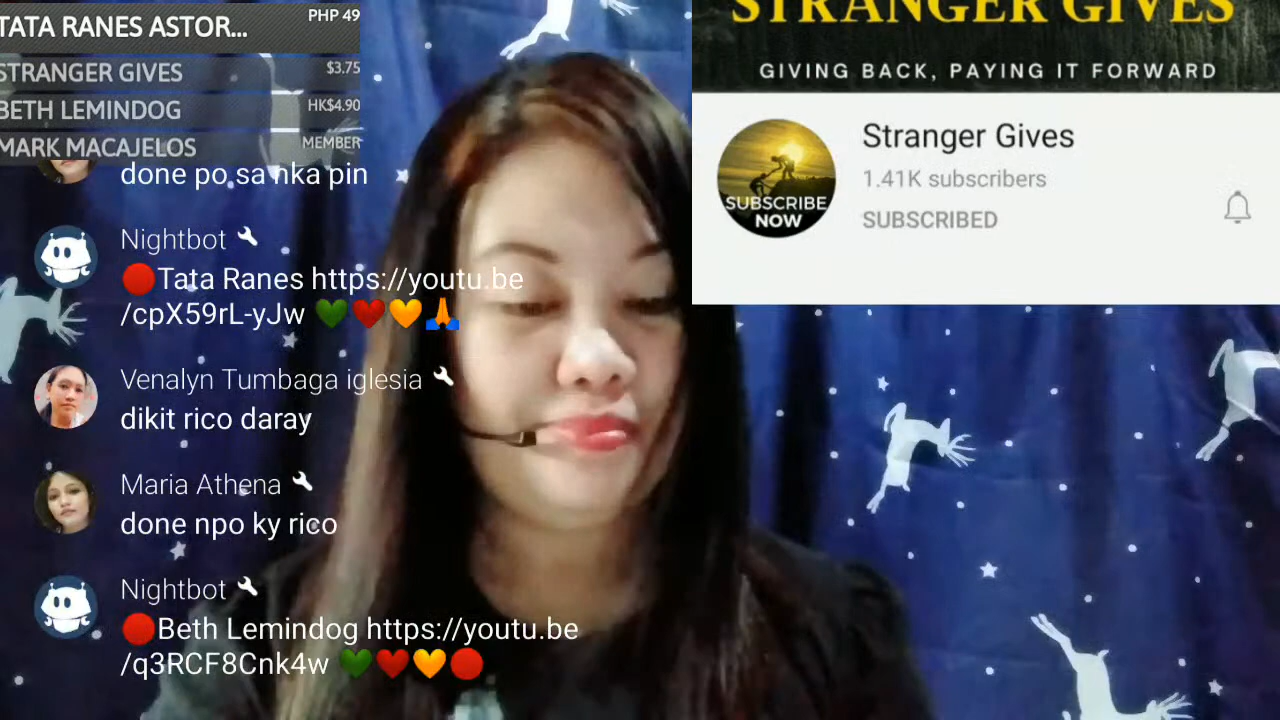 TATA RANES ASTOR...
PHP 49
STRANGER GIVES
$3.75
BETH LEMINDOG
HK$4.90
MARK MACAJELOS
MEMBER
done po sa nka pin
Nightbot
🔴Tata Ranes https://youtu.be
/cpX59rL-yJw 💚❤️🧡🙏
Venalyn Tumbaga iglesia
dikit rico daray
Maria Athena
done npo ky rico
Nightbot
🔴Beth Lemindog https://youtu.be
/q3RCF8Cnk4w 💚❤️🧡🔴
STRANGER GIVES
GIVING BACK, PAYING IT FORWARD
SUBSCRIBE
NOW
Stranger Gives
1.41K subscribers
SUBSCRIBED